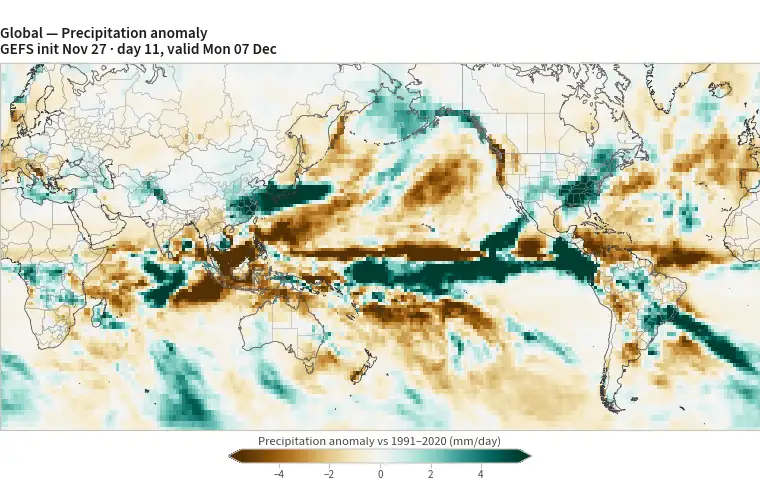 Global — Precipitation anomaly
GEFS init Nov 27 · day 11, valid Mon 07 Dec
Precipitation anomaly vs 1991–2020 (mm/day)
−4 −2 0 2 4